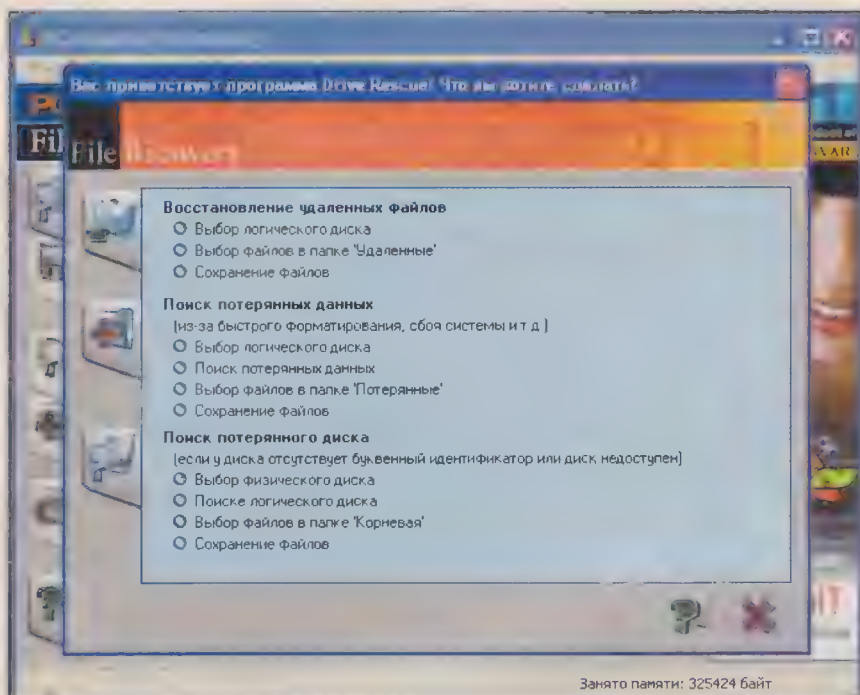 Вас приветствует программа Drive Rescue! Что вы хотите сделать?
File Recovery
Fil
Восстановление удаленных файлов
Выбор логического диска
Выбор файлов в папке 'Удаленные'
Сохранение файлов
Поиск потерянных данных
(из-за быстрого форматирования, сбоя системы и т д )
Выбор логического диска
Поиск потерянных данных
Выбор файлов в папке 'Потерянные'
Сохранение файлов
Поиск потерянного диска
(если у диска отсутствует буквенный идентификатор или диск недоступен)
Выбор физического диска
Поиске логического диска
Выбор файлов в папке 'Корневая'
Сохранение файлов
Занято памяти: 325424 байт